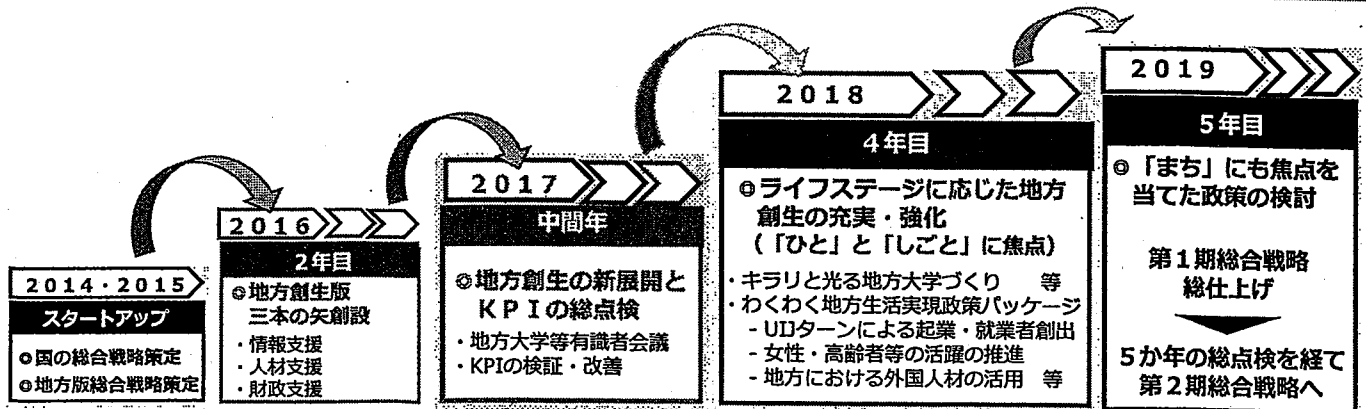 2014・2015
スタートアップ
◎国の総合戦略策定
◎地方版総合戦略策定
2016
2年目
◎地方創生版
三本の矢創設
・情報支援
・人材支援
・財政支援
2017
中間年
◎地方創生の新展開と
KPIの総点検
・地方大学等有識者会議
・KPIの検証・改善
2018
4年目
◎ライフステージに応じた地方
創生の充実・強化
(「ひと」と「しごと」に焦点)
・キラリと光る地方大学づくり 等
・わくわく地方生活実現政策パッケージ
- UIJターンによる起業・就業者創出
- 女性・高齢者等の活躍の推進
- 地方における外国人材の活用 等
2019
5年目
◎「まち」にも焦点を
当てた政策の検討
第1期総合戦略
総仕上げ
5か年の総点検を経て
第2期総合戦略へ